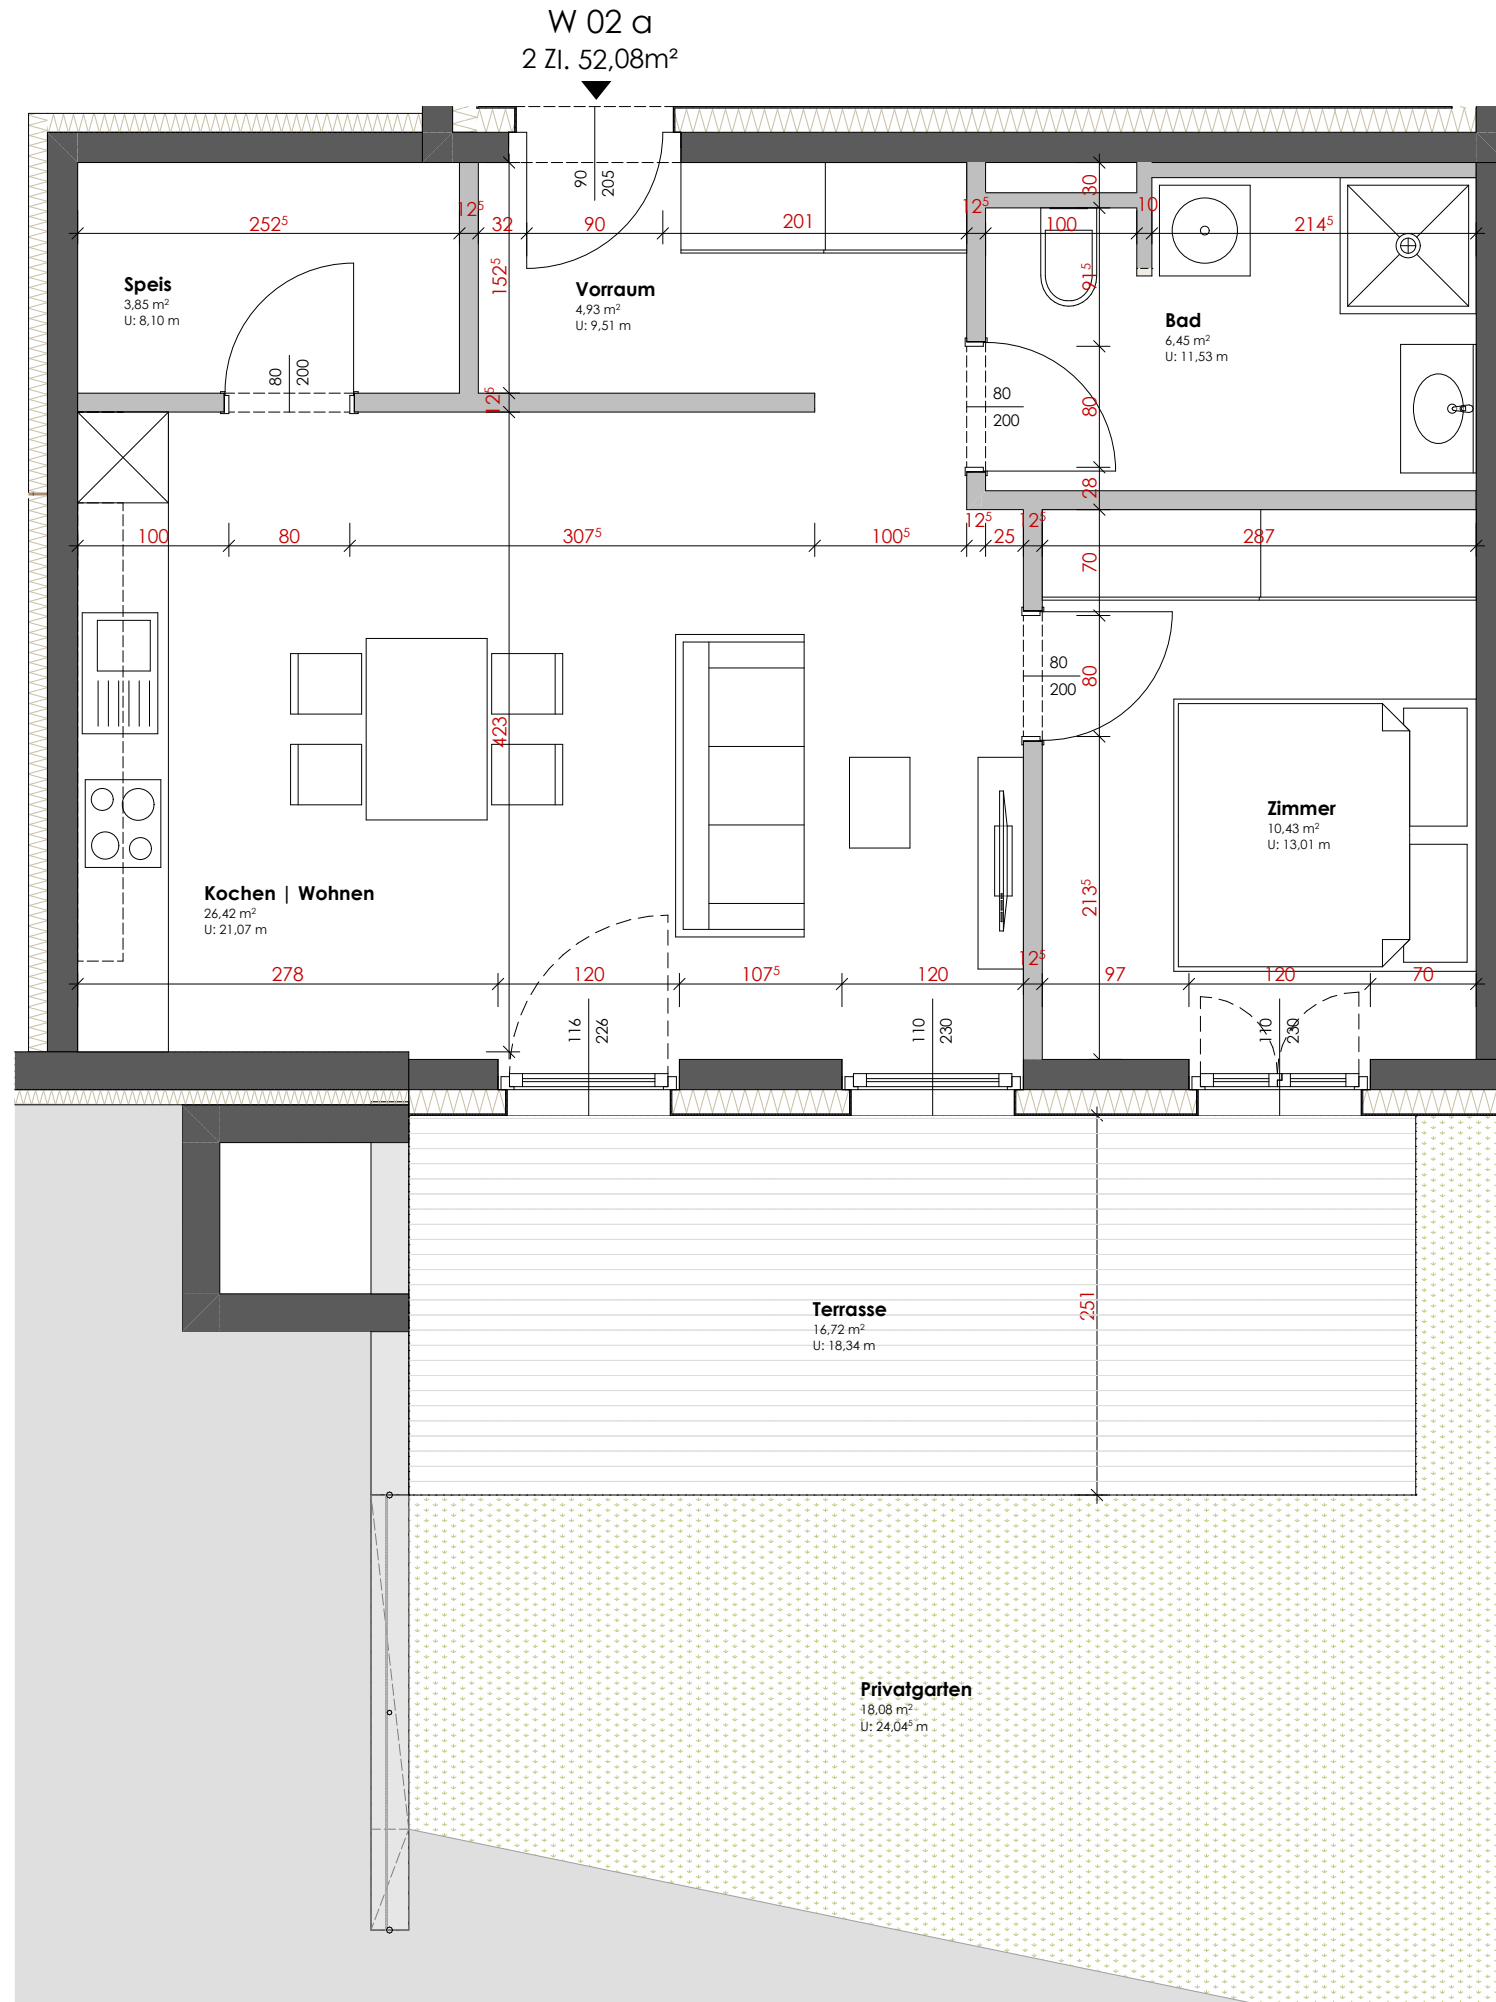 W 02 a
2 ZI. 52,08m²
90
205
252⁵
12⁵
32
90
201
12⁵
100
30
10
214⁵
152⁵
91⁵
Speis
3,85 m²
U: 8,10 m
Vorraum
4,93 m²
U: 9,51 m
Bad
6,45 m²
U: 11,53 m
80
200
12⁵
80
200
80
28
100
80
307⁵
100⁵
12⁵
25
12⁵
287
70
80
200
80
423
Zimmer
10,43 m²
U: 13,01 m
Kochen | Wohnen
26,42 m²
U: 21,07 m
213⁵
278
120
107⁵
120
12⁵
97
120
70
116
226
110
230
110
230
251
Terrasse
16,72 m²
U: 18,34 m
Privatgarten
18,08 m²
U: 24,04⁵ m